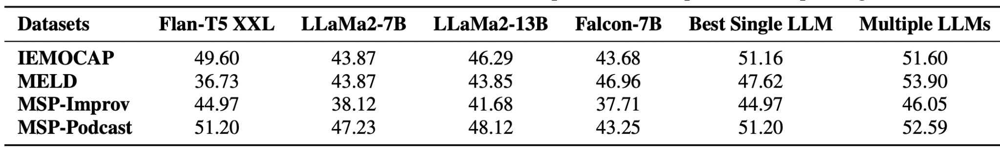 Datasets Flan-T5 XXL LLaMa2-7B LLaMa2-13B Falcon-7B Best Single LLM Multiple LLMs
IEMOCAP 49.60 43.87 46.29 43.68 51.16 51.60
MELD 36.73 43.87 43.85 46.96 47.62 53.90
MSP-Improv 44.97 38.12 41.68 37.71 44.97 46.05
MSP-Podcast 51.20 47.23 48.12 43.25 51.20 52.59